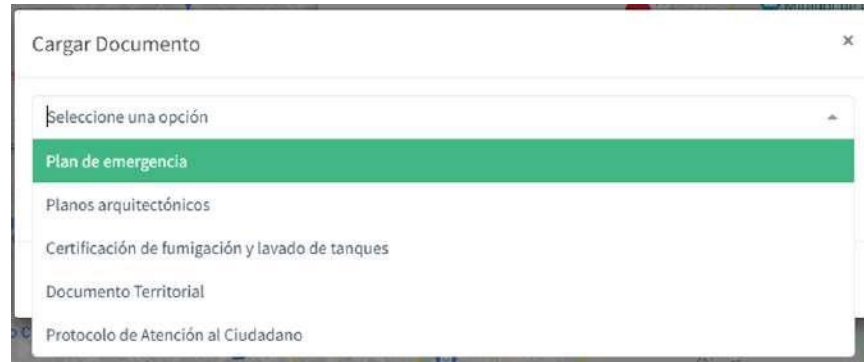 Cargar Documento ×
Seleccione una opción
Plan de emergencia
Planos arquitectónicos
Certificación de fumigación y lavado de tanques
Documento Territorial
Protocolo de Atención al Ciudadano